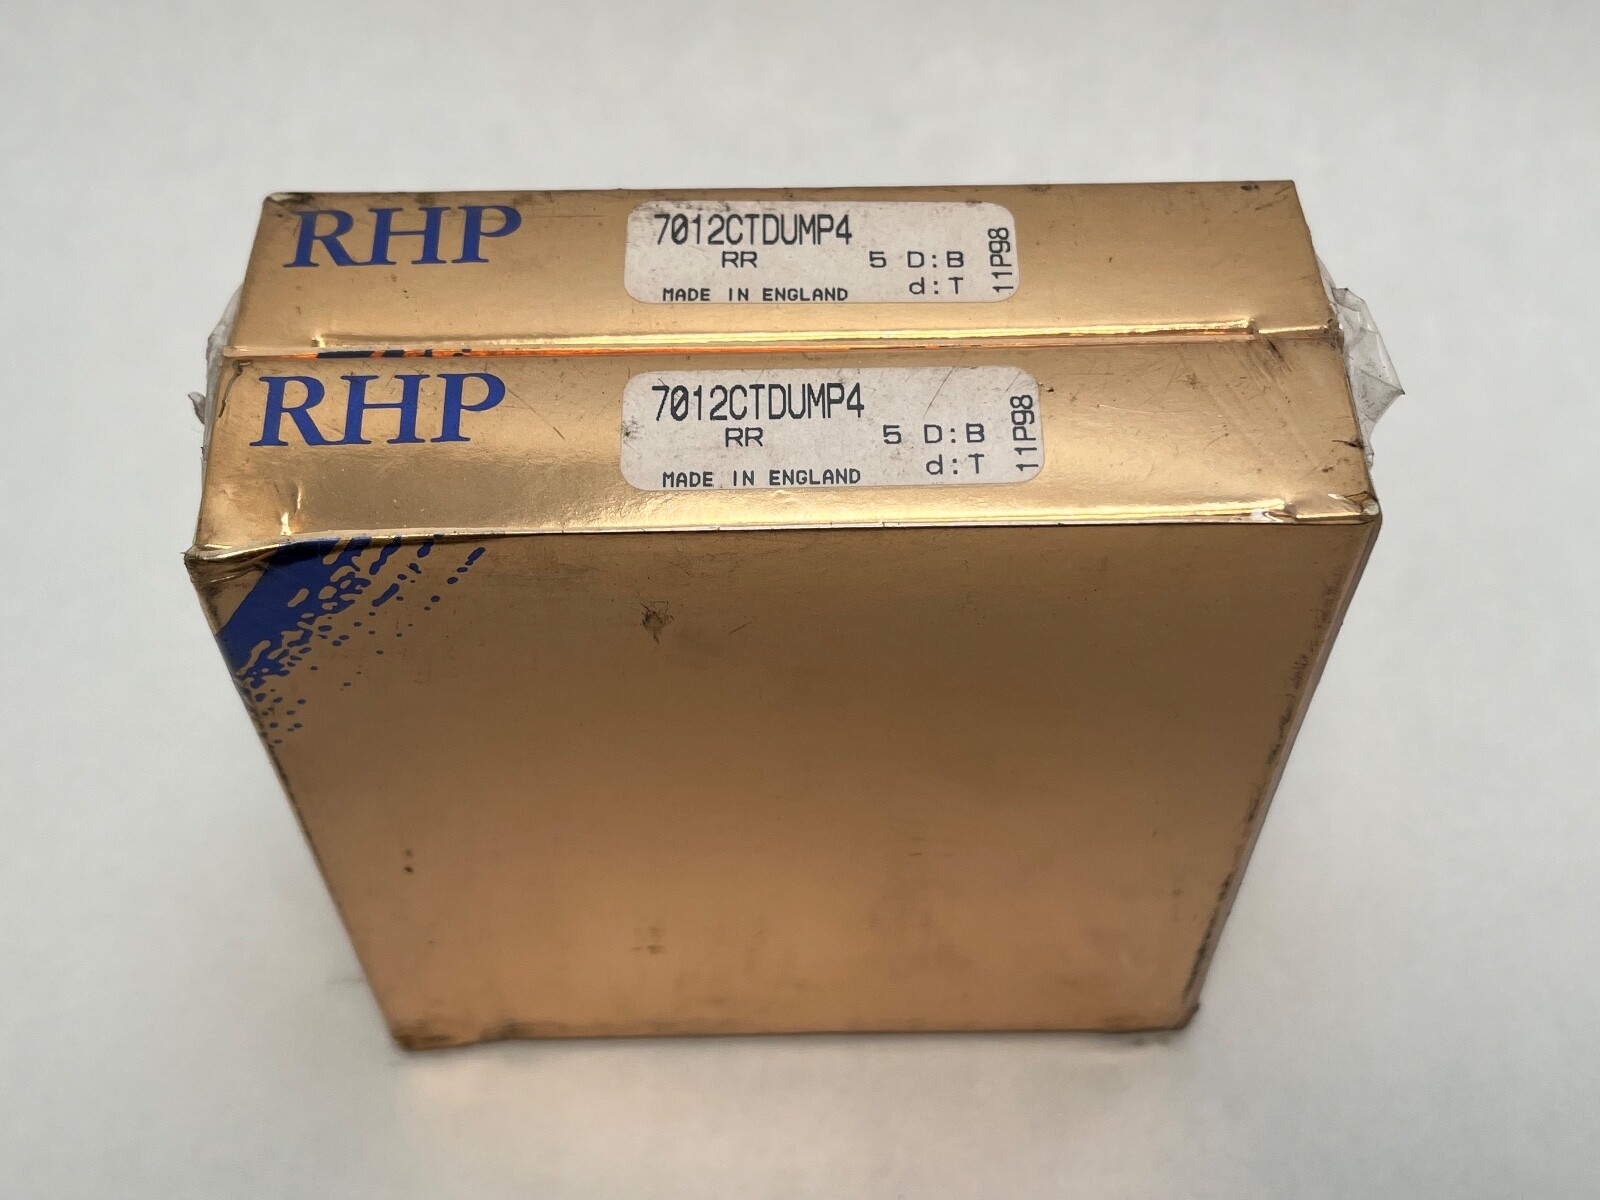 RHP
7012CTDUMP4
RR 5 D:B
d:T
MADE IN ENGLAND
11P98
RHP
7012CTDUMP4
RR 5 D:B
d:T
MADE IN ENGLAND
11P98